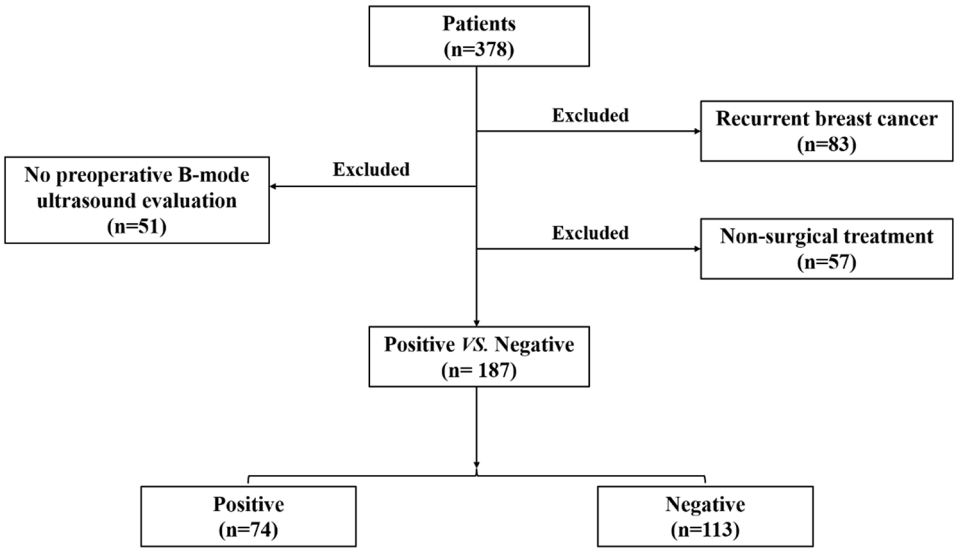 Patients
(n=378)
Excluded
Recurrent breast cancer
(n=83)
Excluded
No preoperative B-mode
ultrasound evaluation
(n=51)
Excluded
Non-surgical treatment
(n=57)
Positive VS. Negative
(n= 187)
Positive
(n=74)
Negative
(n=113)